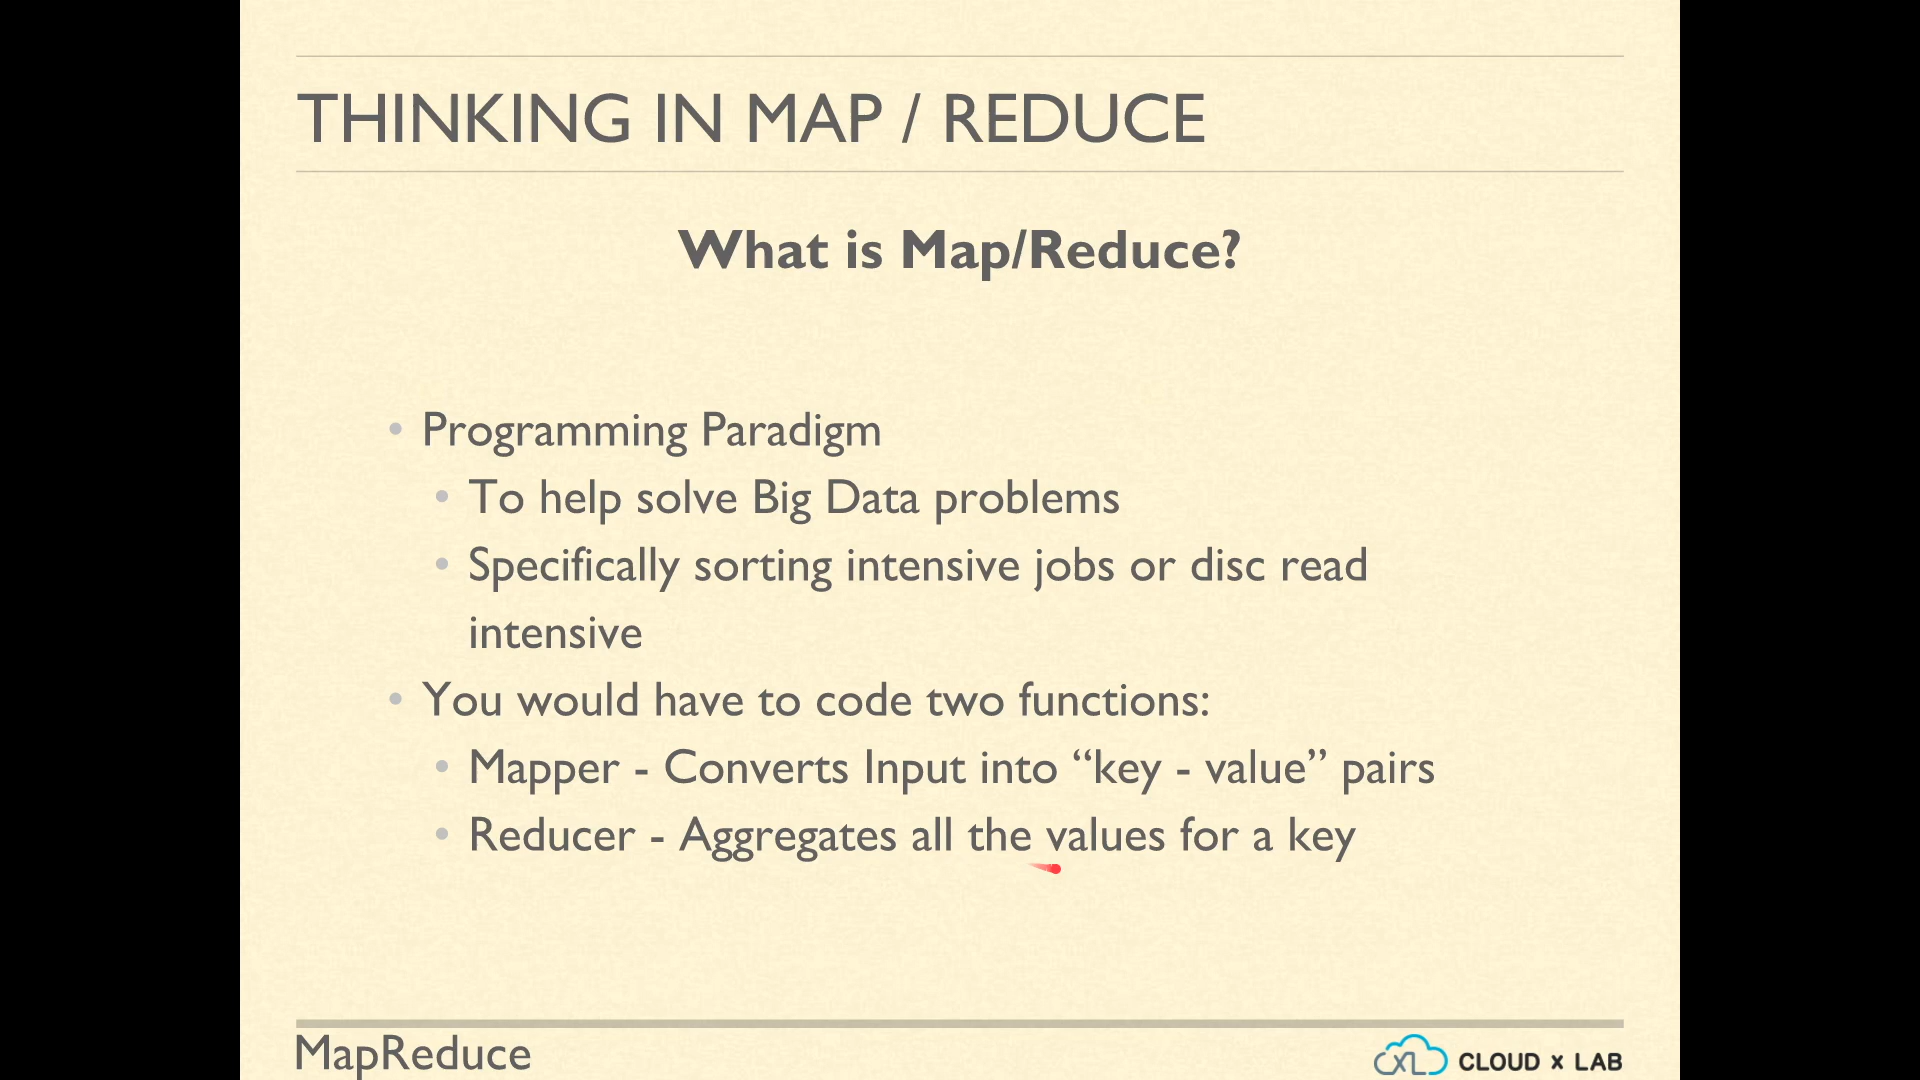 THINKING IN MAP / REDUCE
What is Map/Reduce?
• Programming Paradigm
• To help solve Big Data problems
• Specifically sorting intensive jobs or disc read
intensive
• You would have to code two functions:
• Mapper - Converts Input into “key - value” pairs
• Reducer - Aggregates all the values for a key
MapReduce
CXL CLOUD x LAB